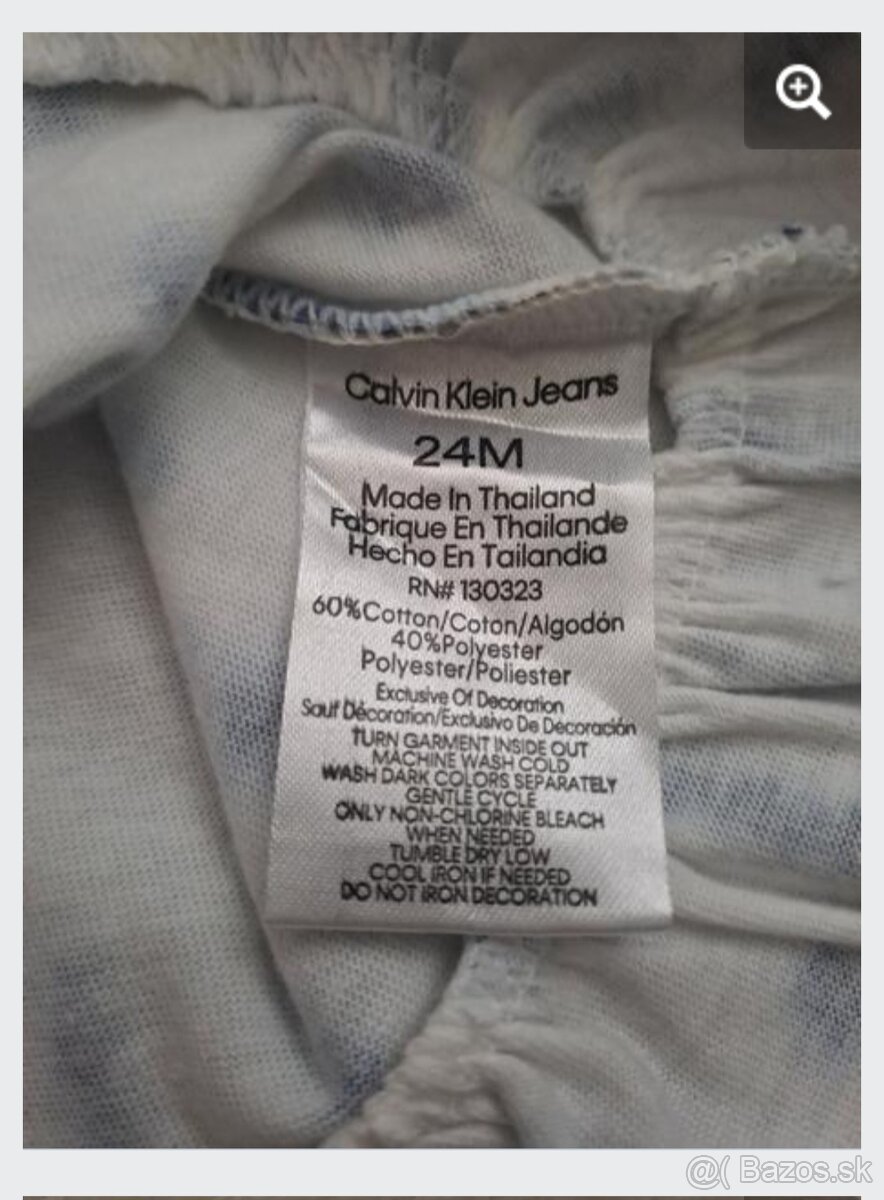 Calvin Klein Jeans
24M
Made In Thailand
Fabrique En Thailande
Hecho En Tailandia
RN# 130323
60%Cotton/Coton/Algodón
40%Polyester
Polyester/Poliester
Exclusive Of Decoration
Sauf Décoration/Exclusivo De Decoración
TURN GARMENT INSIDE OUT
MACHINE WASH COLD
WASH DARK COLORS SEPARATELY
GENTLE CYCLE
ONLY NON-CHLORINE BLEACH
WHEN NEEDED
TUMBLE DRY LOW
COOL IRON IF NEEDED
DO NOT IRON DECORATION
@( Bazos.sk